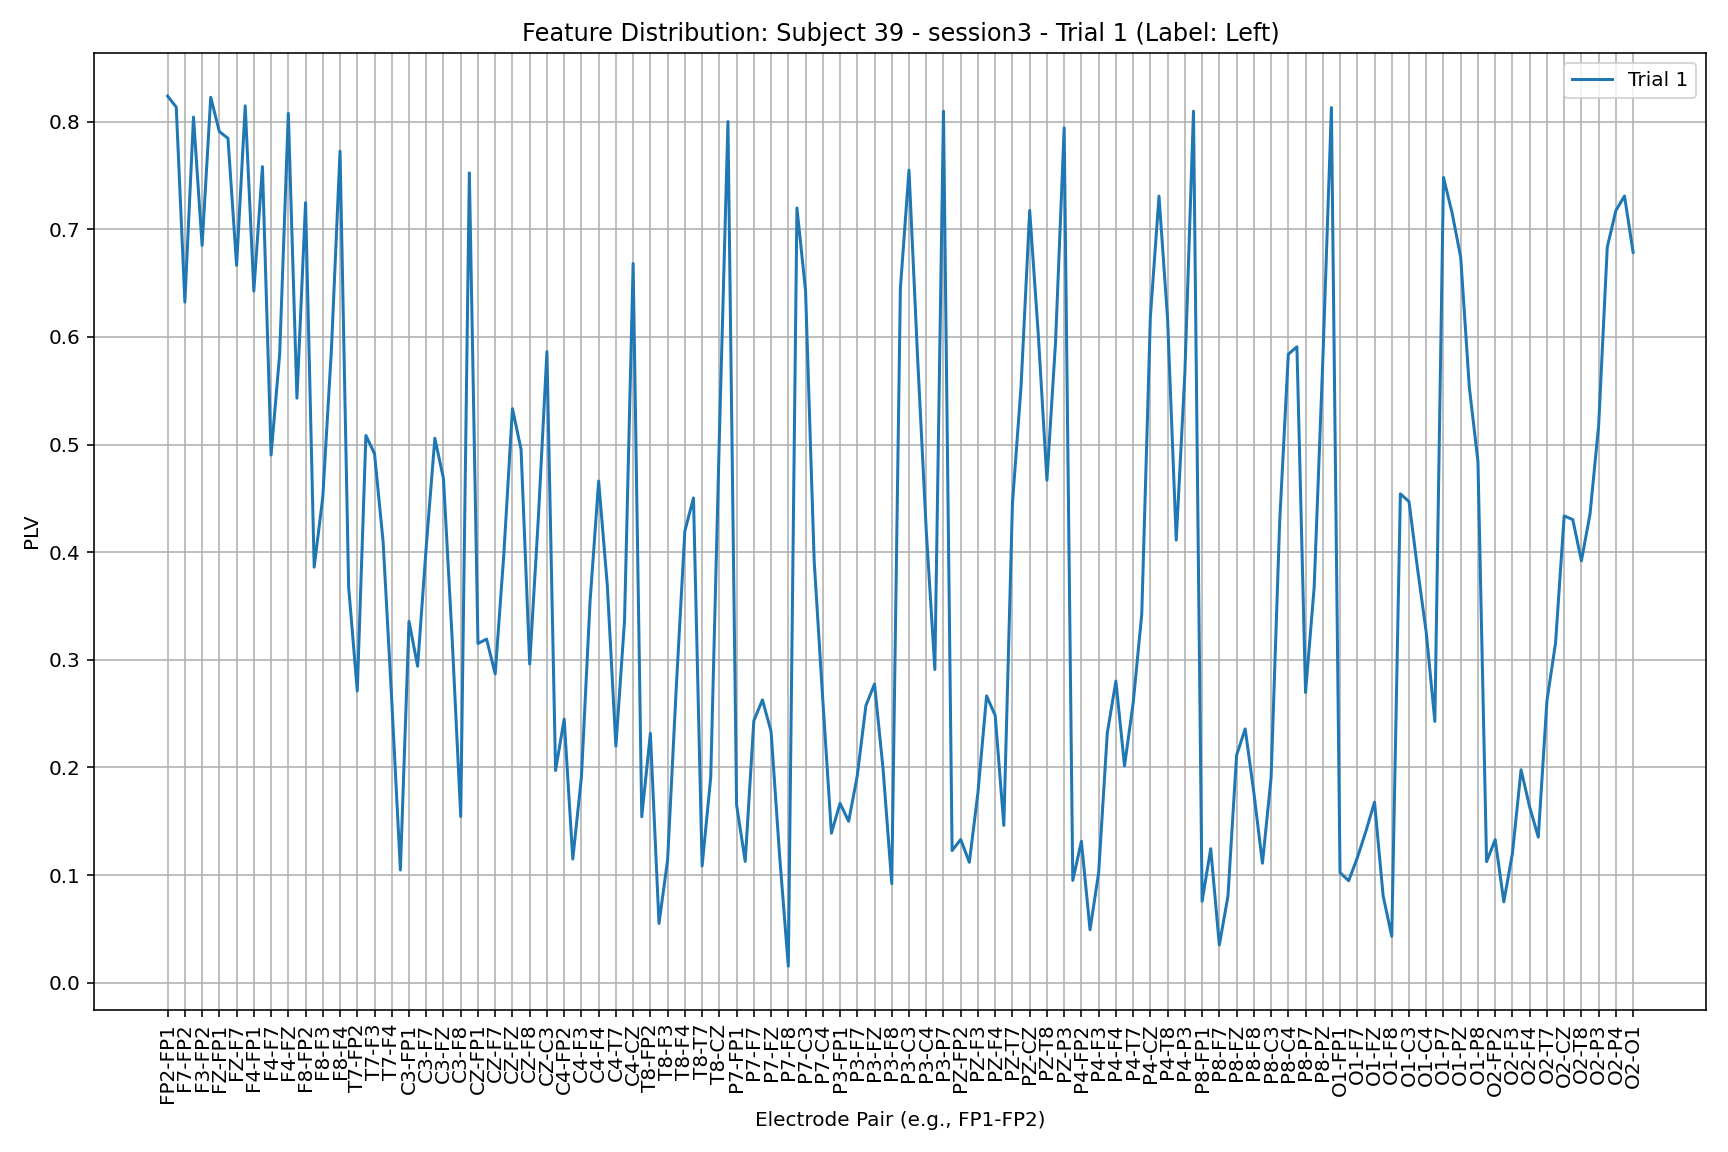 Feature Distribution: Subject 39 - session3 - Trial 1 (Label: Left)
Trial 1
PLV
0.8
0.7
0.6
0.5
0.4
0.3
0.2
0.1
0.0
FP2-FP1
F7-FP2
F3-FP2
FZ-FP1
FZ-F7
F4-FP1
F4-F7
F4-FZ
F8-FP2
F8-F3
F8-F4
T7-FP2
T7-F3
T7-F4
C3-FP1
C3-F7
C3-FZ
C3-F8
CZ-FP1
CZ-F7
CZ-FZ
CZ-F8
CZ-C3
C4-FP2
C4-F3
C4-F4
C4-T7
C4-CZ
T8-FP2
T8-F3
T8-F4
T8-T7
T8-CZ
P7-FP1
P7-F7
P7-FZ
P7-F8
P7-C3
P7-C4
P3-FP1
P3-F7
P3-FZ
P3-F8
P3-C3
P3-C4
P3-P7
PZ-FP2
PZ-F3
PZ-F4
PZ-T7
PZ-CZ
PZ-T8
PZ-P3
P4-FP2
P4-F3
P4-F4
P4-T7
P4-CZ
P4-T8
P4-P3
P8-FP1
P8-F7
P8-FZ
P8-F8
P8-C3
P8-C4
P8-P7
P8-PZ
O1-FP1
O1-F7
O1-FZ
O1-F8
O1-C3
O1-C4
O1-P7
O1-PZ
O1-P8
O2-FP2
O2-F3
O2-F4
O2-T7
O2-CZ
O2-T8
O2-P3
O2-P4
O2-O1
Electrode Pair (e.g., FP1-FP2)